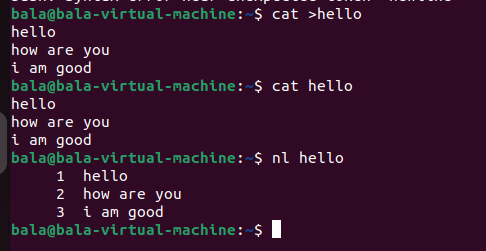 bala@bala-virtual-machine:~$ cat >hello
hello
how are you
i am good
bala@bala-virtual-machine:~$ cat hello
hello
how are you
i am good
bala@bala-virtual-machine:~$ nl hello
     1  hello
     2  how are you
     3  i am good
bala@bala-virtual-machine:~$